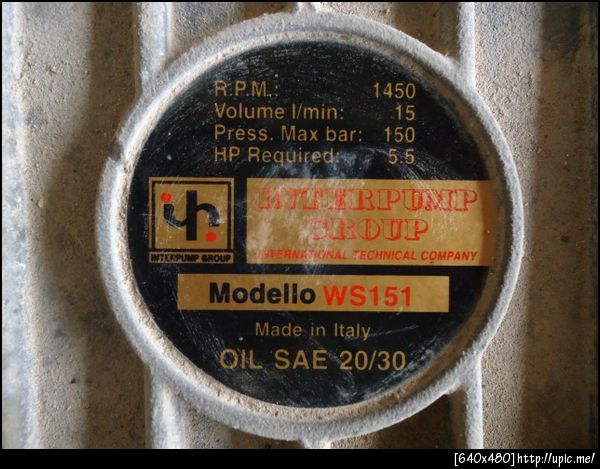 R.P.M.: 1450
Volume l/min: 15
Press. Max bar: 150
HP Required: 5.5
ih
INTERPUMP GROUP
INTERPUMP
GROUP
INTERNATIONAL TECHNICAL COMPANY
Modello WS151
Made in Italy
OIL SAE 20/30
[640x480]http://upic.me/